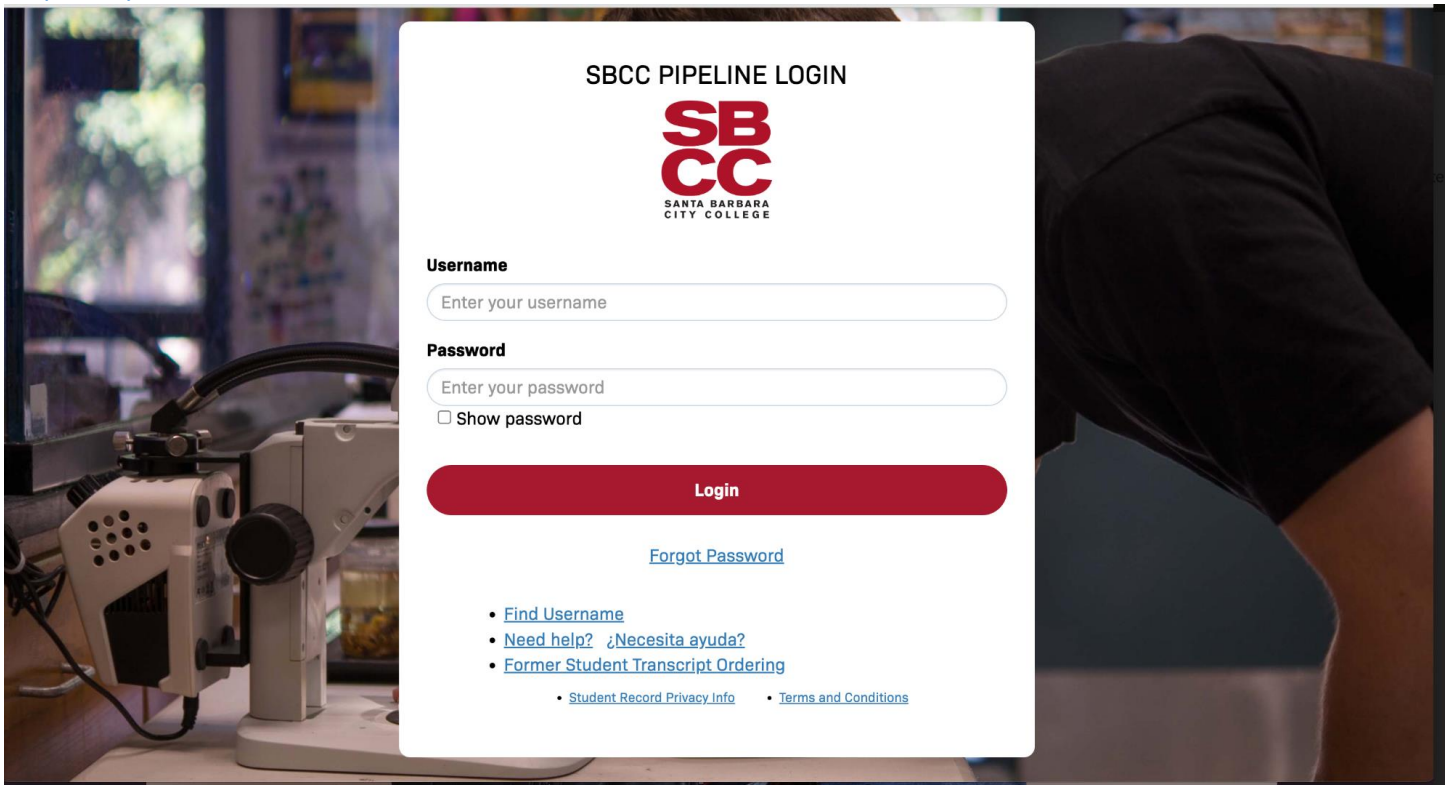 SBCC PIPELINE LOGIN
SB
CC
SANTA BARBARA
CITY COLLEGE
Username
Enter your username
Password
Enter your password
Show password
Login
Forgot Password
Find Username
Need help? ¿Necesita ayuda?
Former Student Transcript Ordering
Student Record Privacy Info
Terms and Conditions